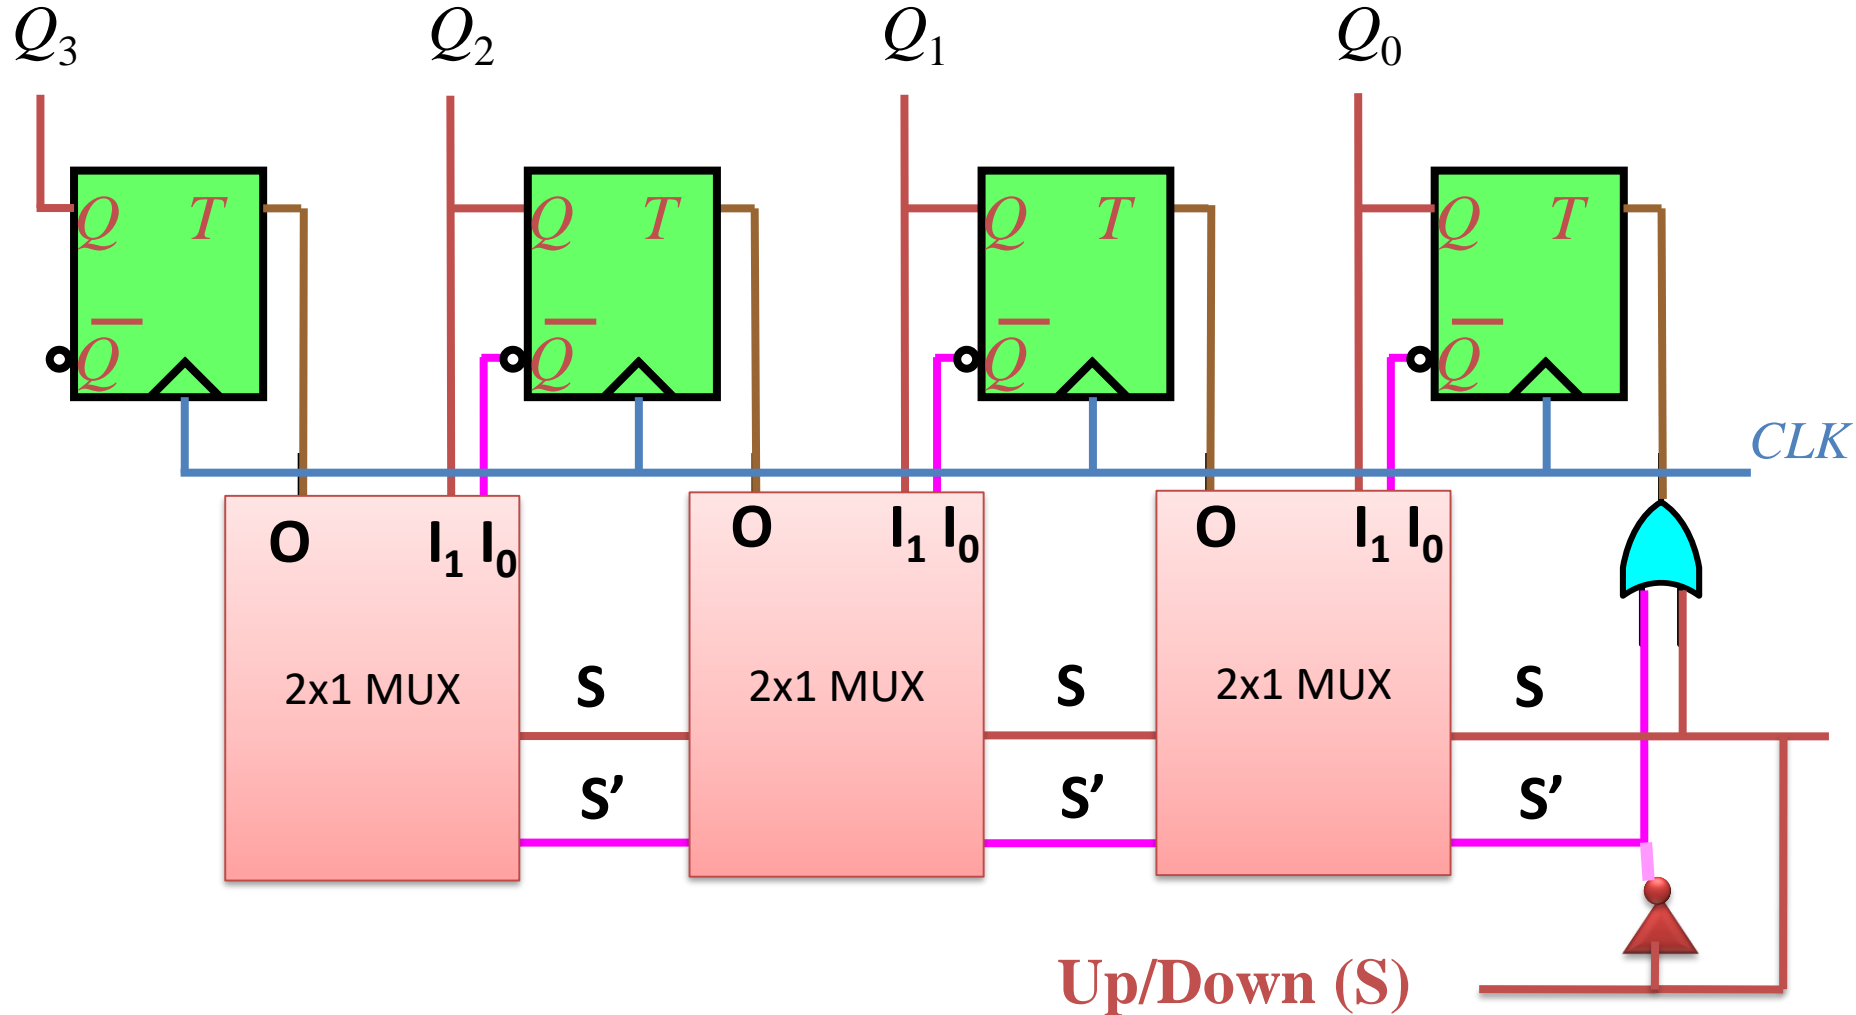 Q₃ Q₂ Q₁ Q₀
Q T Q T Q T Q T
Q̅ Q̅ Q̅ Q̅
CLK
O I₁ I₀ O I₁ I₀ O I₁ I₀
2x1 MUX S 2x1 MUX S 2x1 MUX S
S’ S’ S’
Up/Down (S)